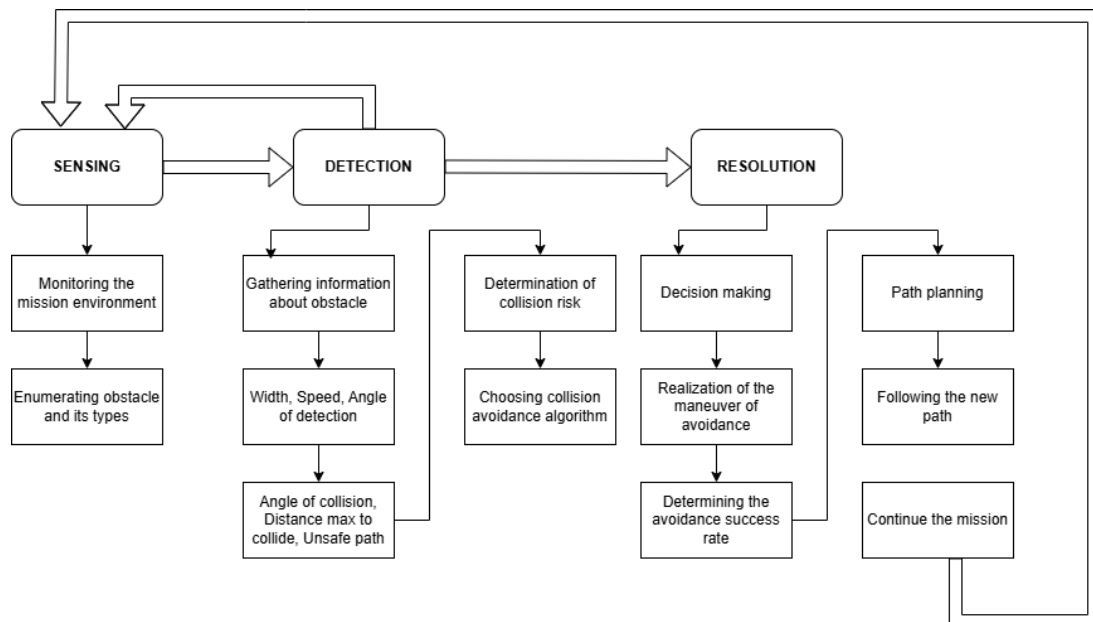 SENSING
DETECTION
RESOLUTION
Monitoring the
mission environment
Enumerating obstacle
and its types
Gathering information
about obstacle
Width, Speed, Angle
of detection
Angle of collision,
Distance max to
collide, Unsafe path
Determination of
collision risk
Choosing collision
avoidance algorithm
Decision making
Realization of the
maneuver of
avoidance
Determining the
avoidance success
rate
Path planning
Following the new
path
Continue the mission